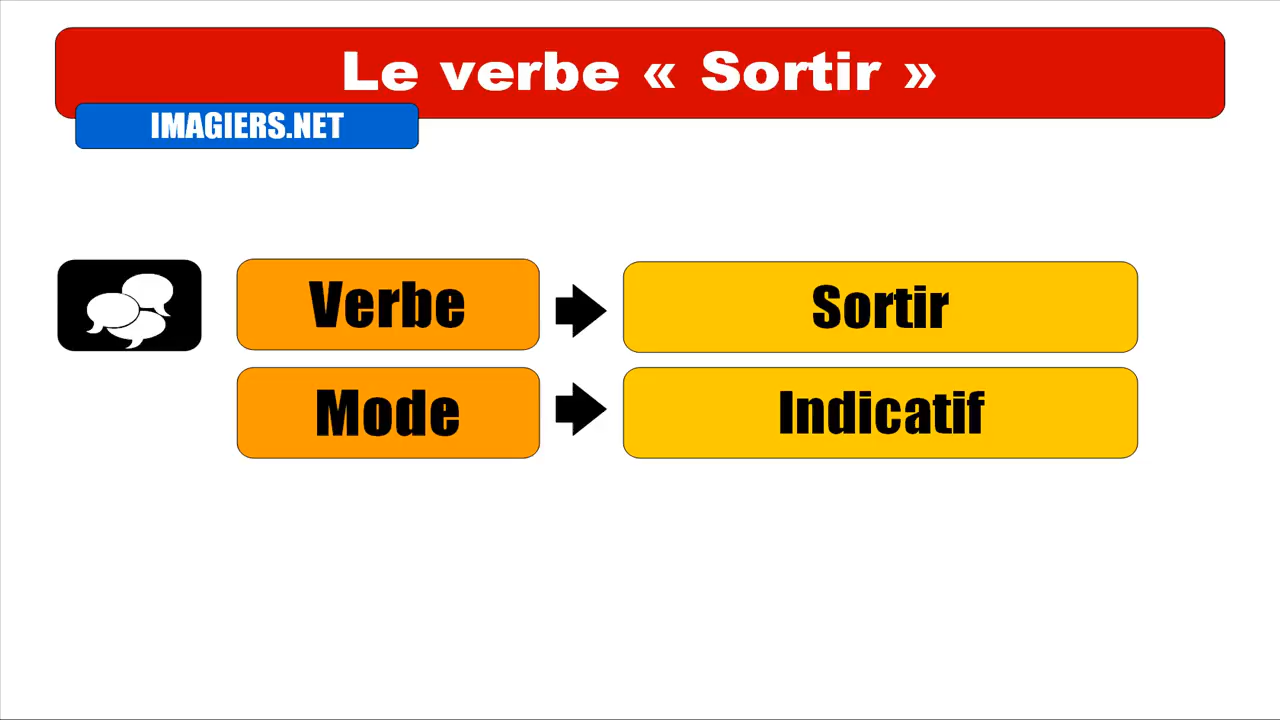 Le verbe « Sortir »
IMAGIERS.NET
Verbe
Sortir
Mode
Indicatif